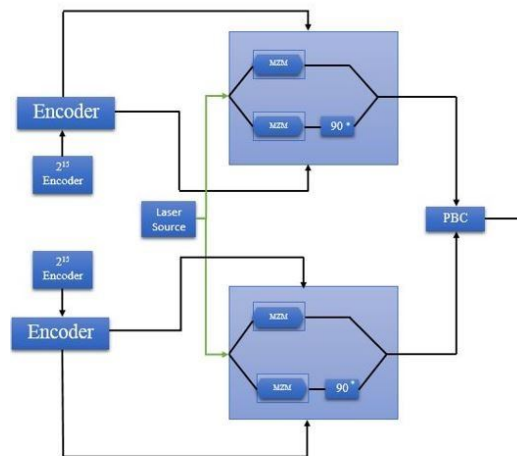 MZM
Encoder
MZM
90 °
2¹⁵
Encoder
Laser
Source
PBC
2¹⁵
Encoder
Encoder
MZM
MZM
90 °